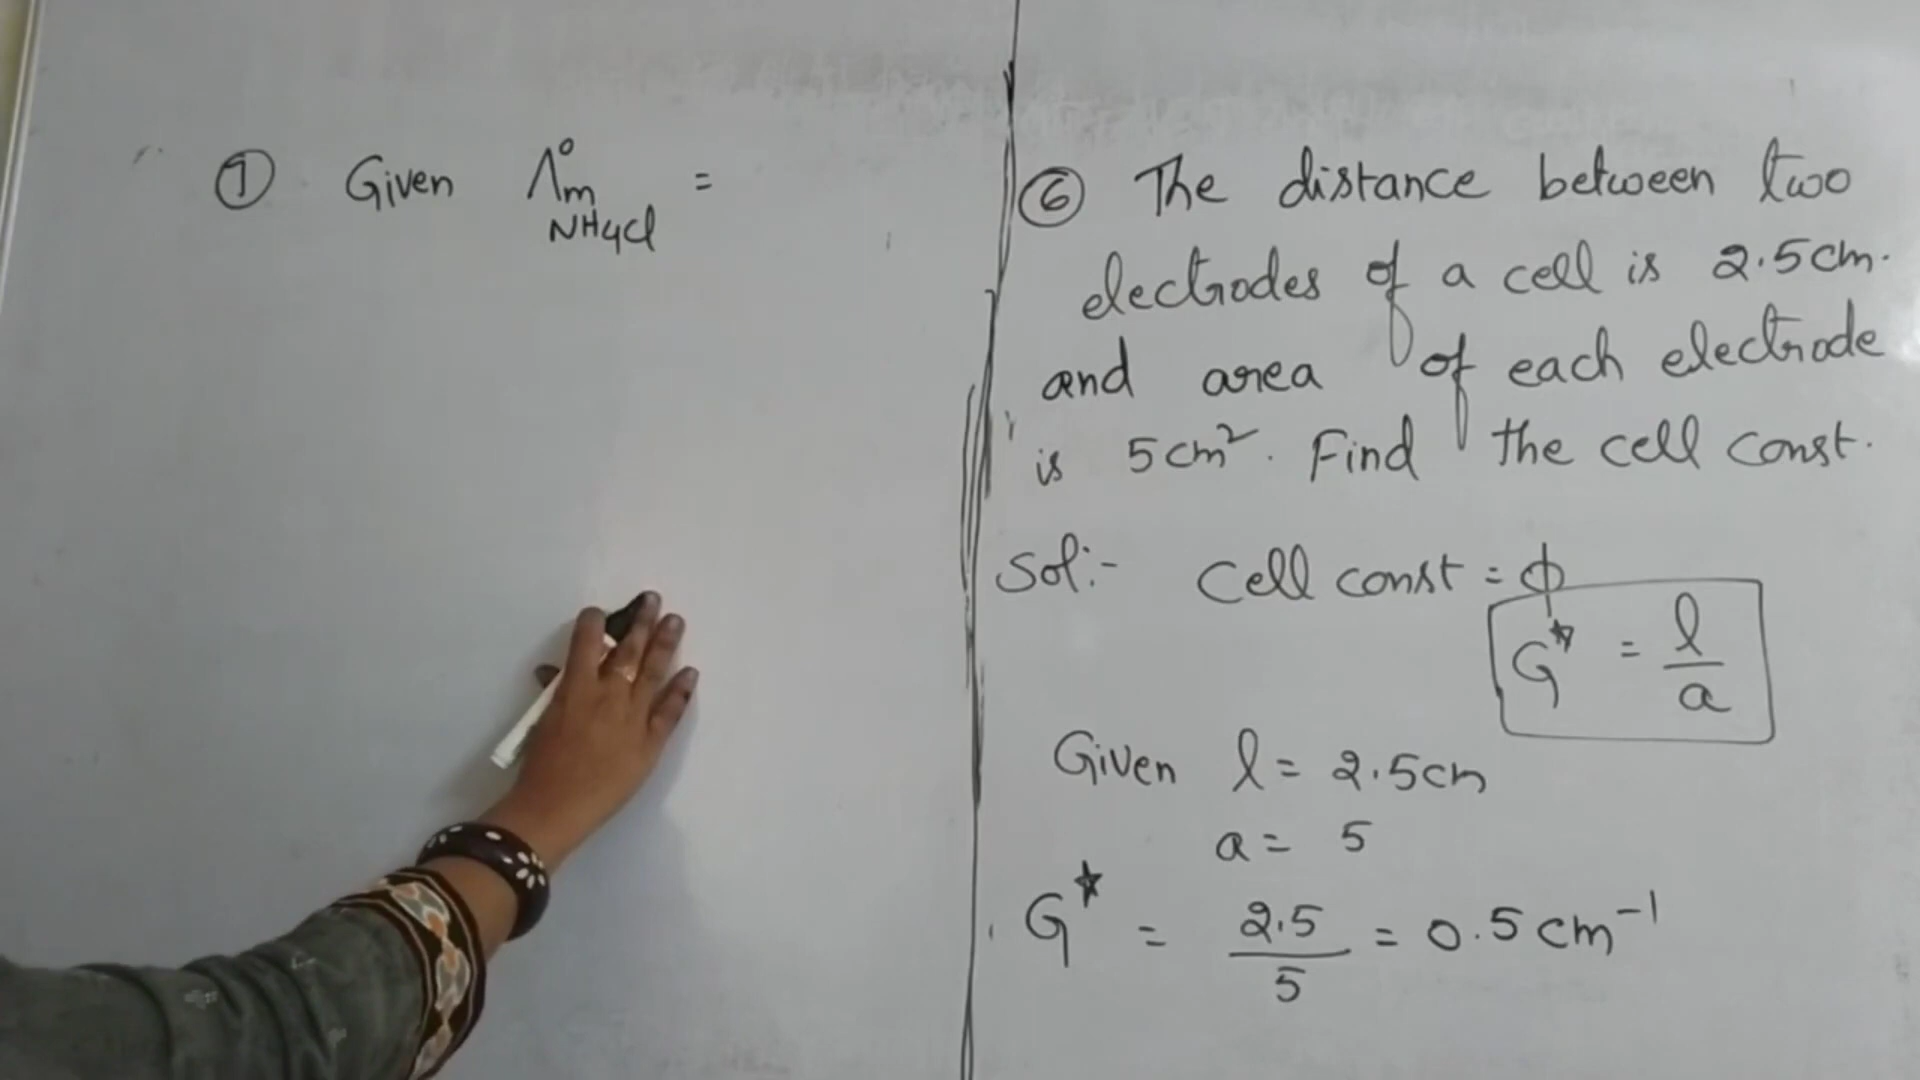 ① Given Λ°m =
NH4Cl
⑥ The distance between two
electrodes of a cell is 2.5cm.
and area of each electrode
is 5cm². Find the cell const.
Sol:- Cell const = ϕ
G* = l/a
Given l = 2.5cm
a = 5
G* = 2.5/5 = 0.5 cm⁻¹